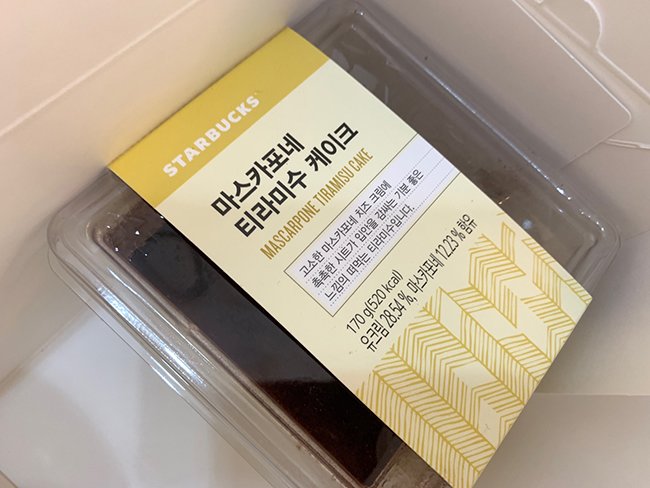 STARBUCKS
마스카포네
티라미수 케이크
MASCARPONE TIRAMISU CAKE
고소한 마스카포네 치즈 크림에
촉촉한 시트가 입안을 감싸는 기분 좋은
느낌의 떠먹는 티라미수입니다.
170 g(520 kcal)
유크림 28.54 %, 마스카포네 12.23 % 함유